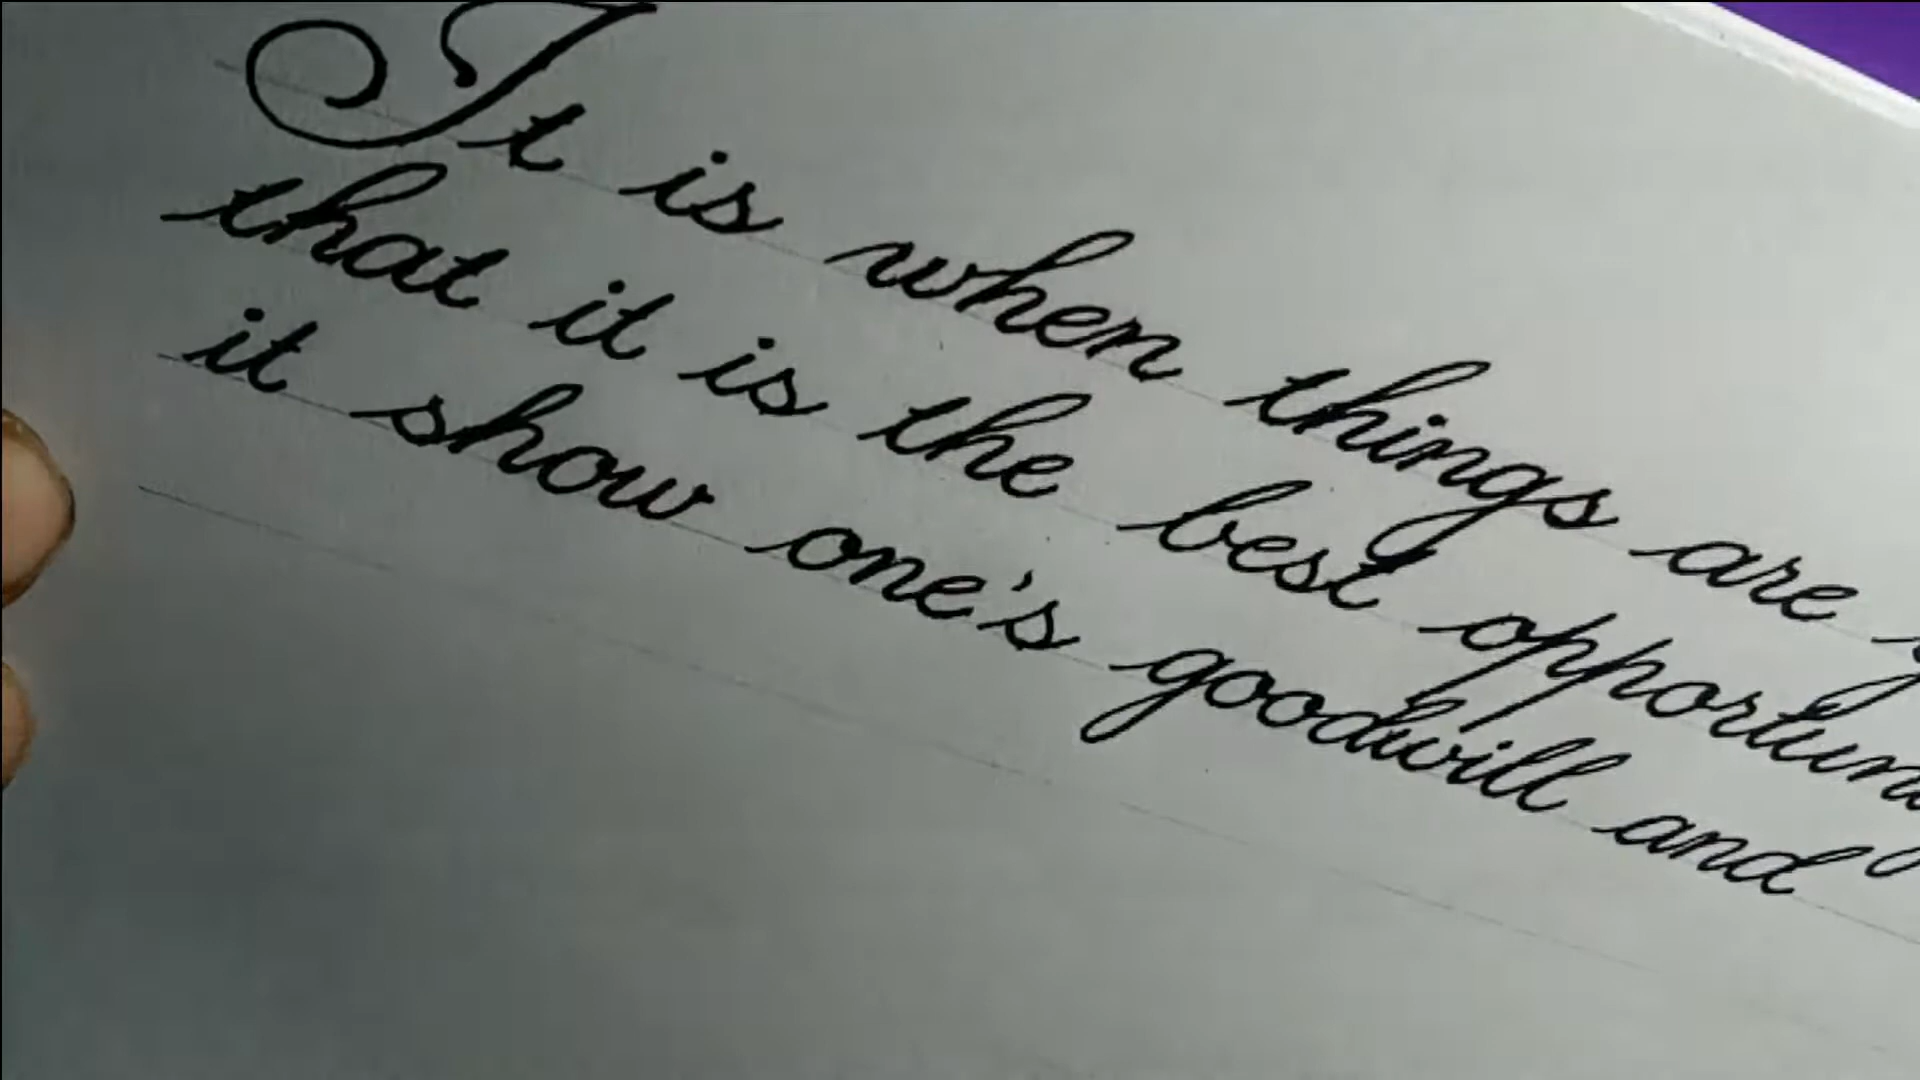 It is when things are
that it is the best opportun
it show one's goodwill and